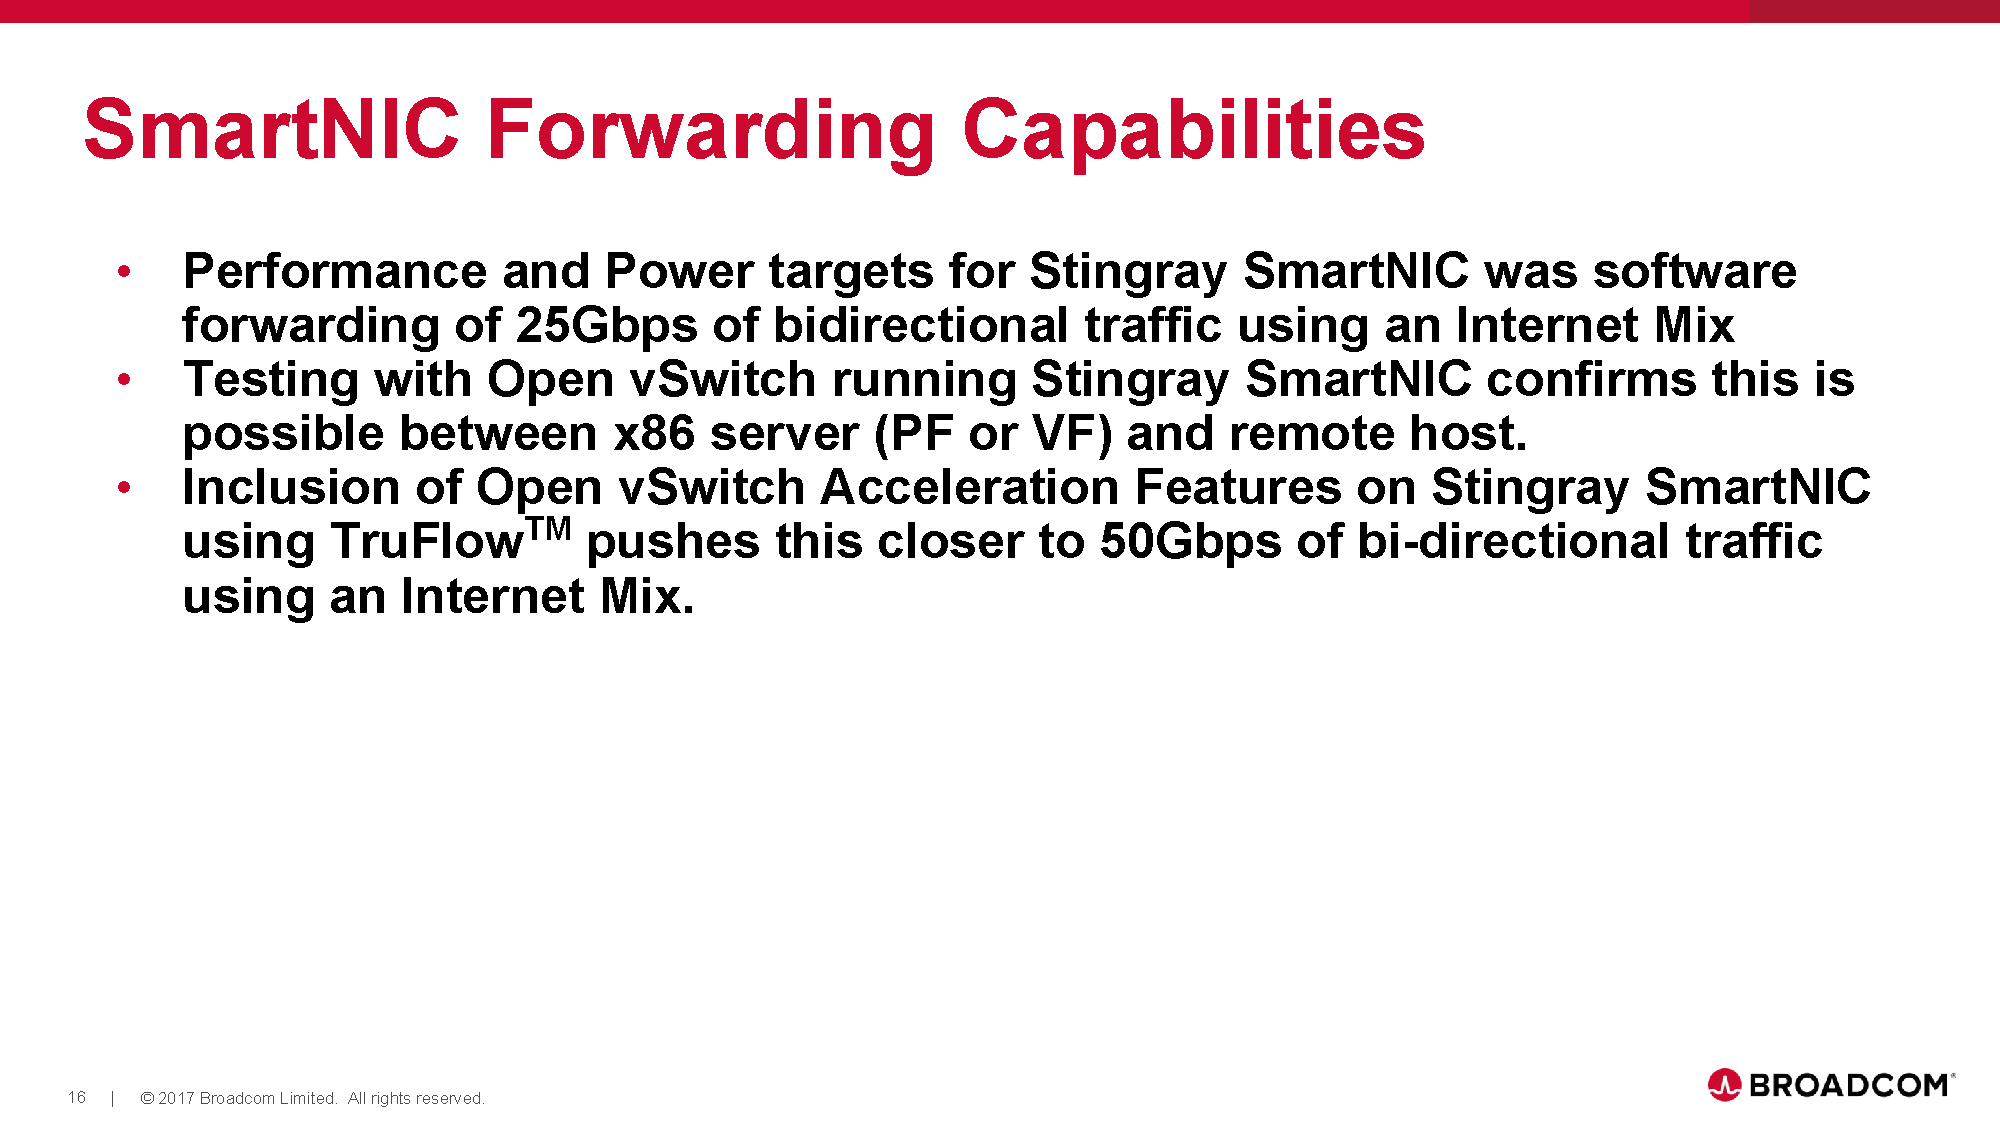 SmartNIC Forwarding Capabilities
• Performance and Power targets for Stingray SmartNIC was software
forwarding of 25Gbps of bidirectional traffic using an Internet Mix
• Testing with Open vSwitch running Stingray SmartNIC confirms this is
possible between x86 server (PF or VF) and remote host.
• Inclusion of Open vSwitch Acceleration Features on Stingray SmartNIC
using TruFlow™ pushes this closer to 50Gbps of bi-directional traffic
using an Internet Mix.
16 | © 2017 Broadcom Limited. All rights reserved.
BROADCOM®